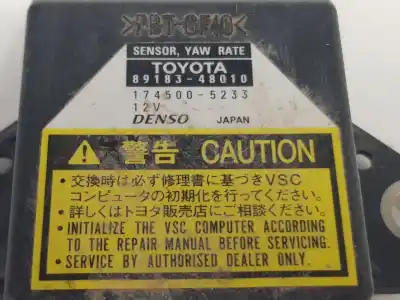 >PBT-GF40<
SENSOR, YAW RATE
TOYOTA
89183-48010
174500-5233
12V
DENSO JAPAN
警告 CAUTION
・交換時は必ず修理書に基づきVSC
コンピュータの初期化を行ってください。
・詳しくはトヨタ販売店にご相談ください。
・INITIALIZE THE VSC COMPUTER ACCORDING
TO THE REPAIR MANUAL BEFORE SERVICING.
・SERVICE BY AUTHORISED DEALER ONLY.